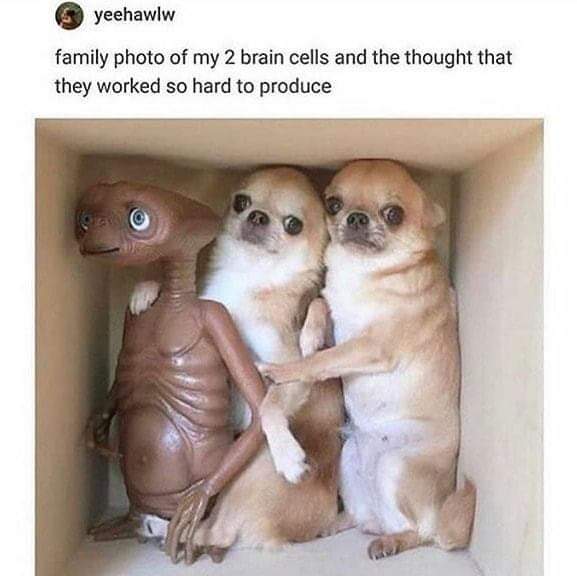 yeehawlw
family photo of my 2 brain cells and the thought that
they worked so hard to produce